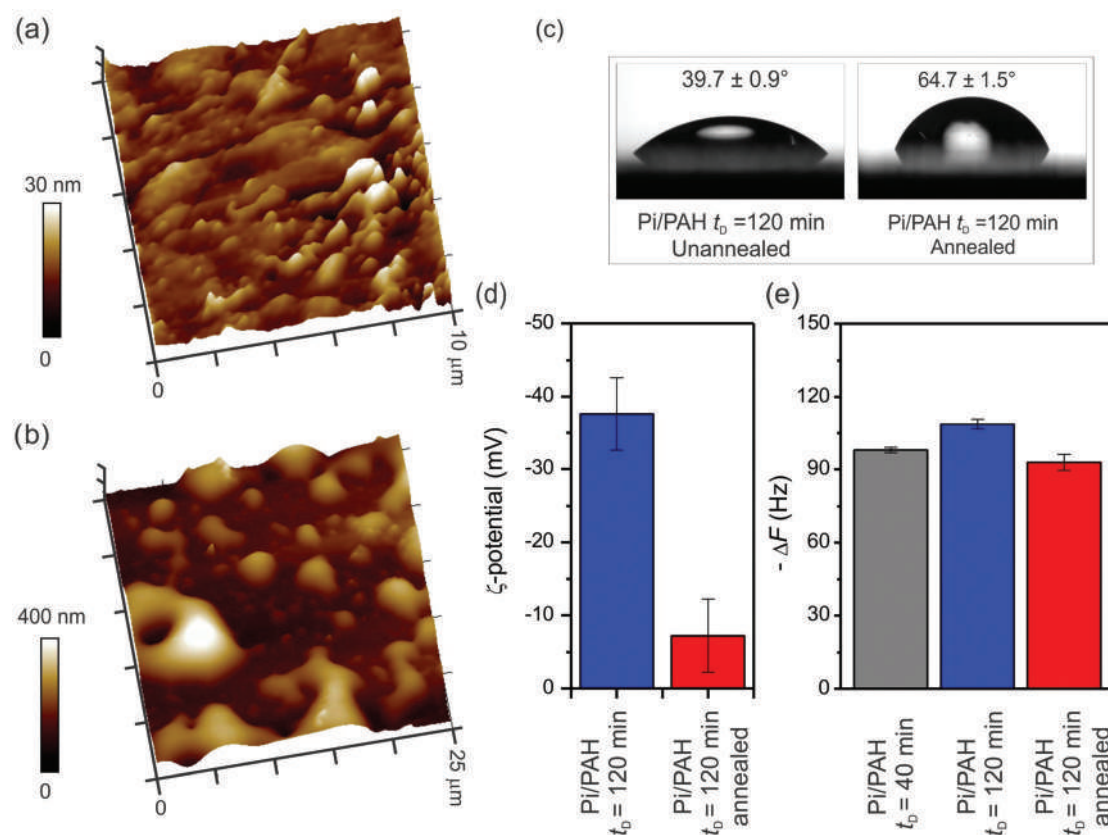 (a)
30 nm
0
0
10 μm
(b)
400 nm
0
0
25 μm
(c)
39.7 ± 0.9°
64.7 ± 1.5°
Pi/PAH tD =120 min
Unannealed
Pi/PAH tD =120 min
Annealed
(d)
-50
-40
-30
-20
-10
0
ζ-potential (mV)
Pi/PAH
tD = 120 min
Pi/PAH
tD = 120 min
annealed
(e)
150
120
90
60
30
0
- ΔF (Hz)
Pi/PAH
tD = 40 min
Pi/PAH
tD = 120 min
Pi/PAH
tD = 120 min
annealed